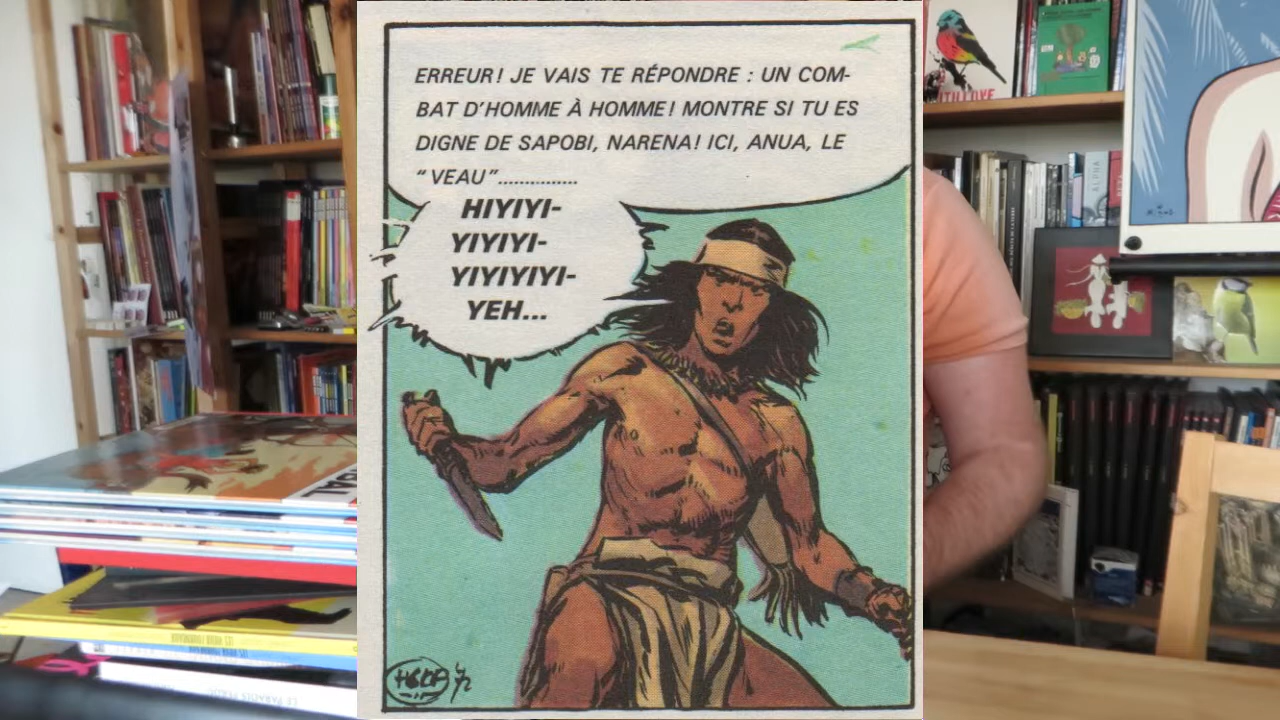 ERREUR! JE VAIS TE RÉPONDRE : UN COM-
BAT D'HOMME À HOMME! MONTRE SI TU ES
DIGNE DE SAPOBI, NARENA! ICI, ANUA, LE
"VEAU"...............
HIYIYI-
YIYIYI-
YIYIYIYI-
YEH...
ALPHA